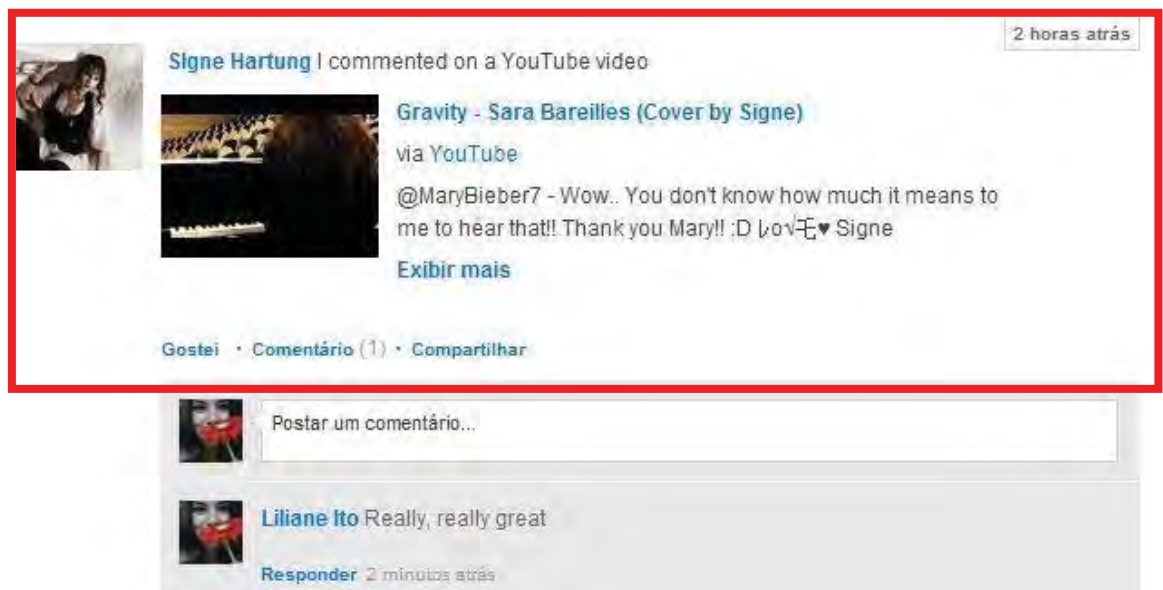 2 horas atrás
Signe Hartung I commented on a YouTube video
Gravity - Sara Bareilles (Cover by Signe)
via YouTube
@MaryBieber7 - Wow.. You don't know how much it means to
me to hear that!! Thank you Mary!! :D レo√乇♥ Signe
Exibir mais
Gostei · Comentário (1) · Compartilhar
Postar um comentário...
Liliane Ito Really, really great
Responder 2 minutos atrás